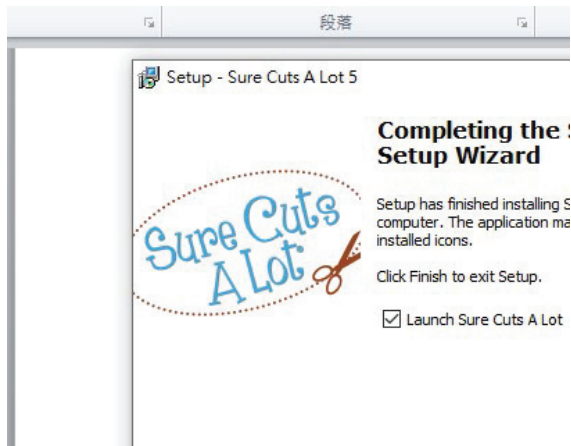 段落
Setup - Sure Cuts A Lot 5
Completing the
Setup Wizard
Sure Cuts
A Lot
Setup has finished installing
computer. The application
installed icons.
Click Finish to exit Setup.
Launch Sure Cuts A Lot